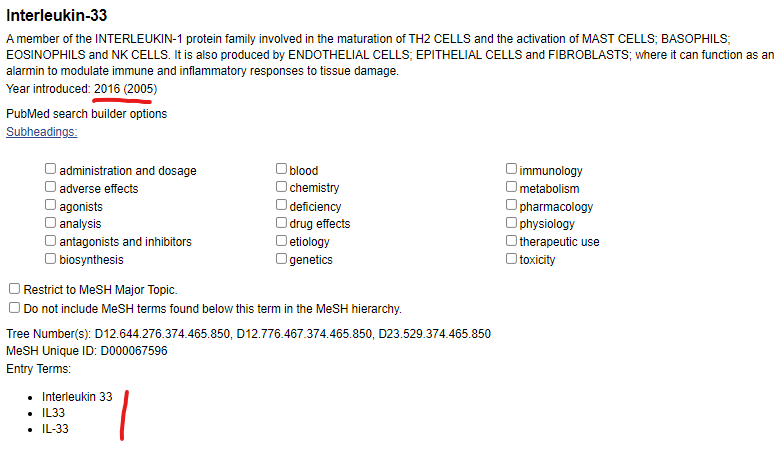 Interleukin-33
A member of the INTERLEUKIN-1 protein family involved in the maturation of TH2 CELLS and the activation of MAST CELLS; BASOPHILS;
EOSINOPHILS and NK CELLS. It is also produced by ENDOTHELIAL CELLS; EPITHELIAL CELLS and FIBROBLASTS; where it can function as an
alarmin to modulate immune and inflammatory responses to tissue damage.
Year introduced: 2016 (2005)
PubMed search builder options
Subheadings:
administration and dosage
adverse effects
agonists
analysis
antagonists and inhibitors
biosynthesis
blood
chemistry
deficiency
drug effects
etiology
genetics
immunology
metabolism
pharmacology
physiology
therapeutic use
toxicity
Restrict to MeSH Major Topic.
Do not include MeSH terms found below this term in the MeSH hierarchy.
Tree Number(s): D12.644.276.374.465.850, D12.776.467.374.465.850, D23.529.374.465.850
MeSH Unique ID: D000067596
Entry Terms:
Interleukin 33
IL33
IL-33